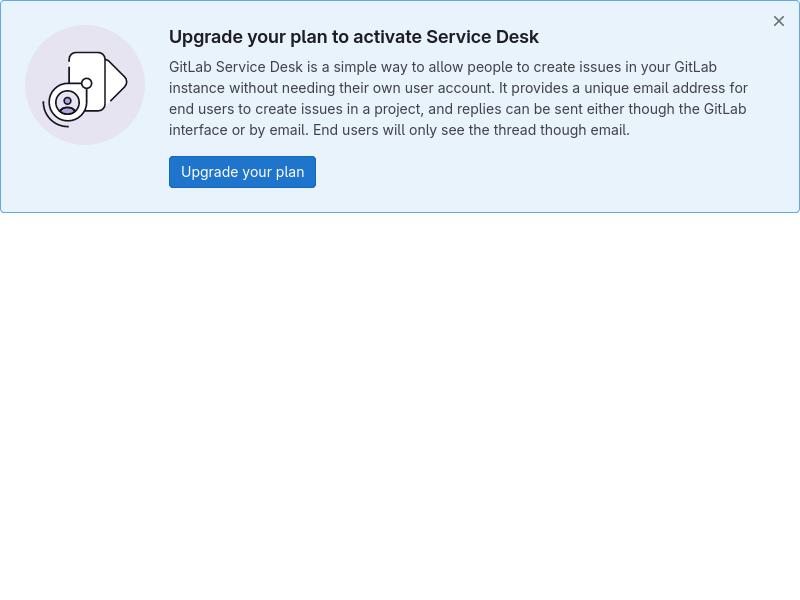 Upgrade your plan to activate Service Desk
GitLab Service Desk is a simple way to allow people to create issues in your GitLab
instance without needing their own user account. It provides a unique email address for
end users to create issues in a project, and replies can be sent either though the GitLab
interface or by email. End users will only see the thread though email.
Upgrade your plan